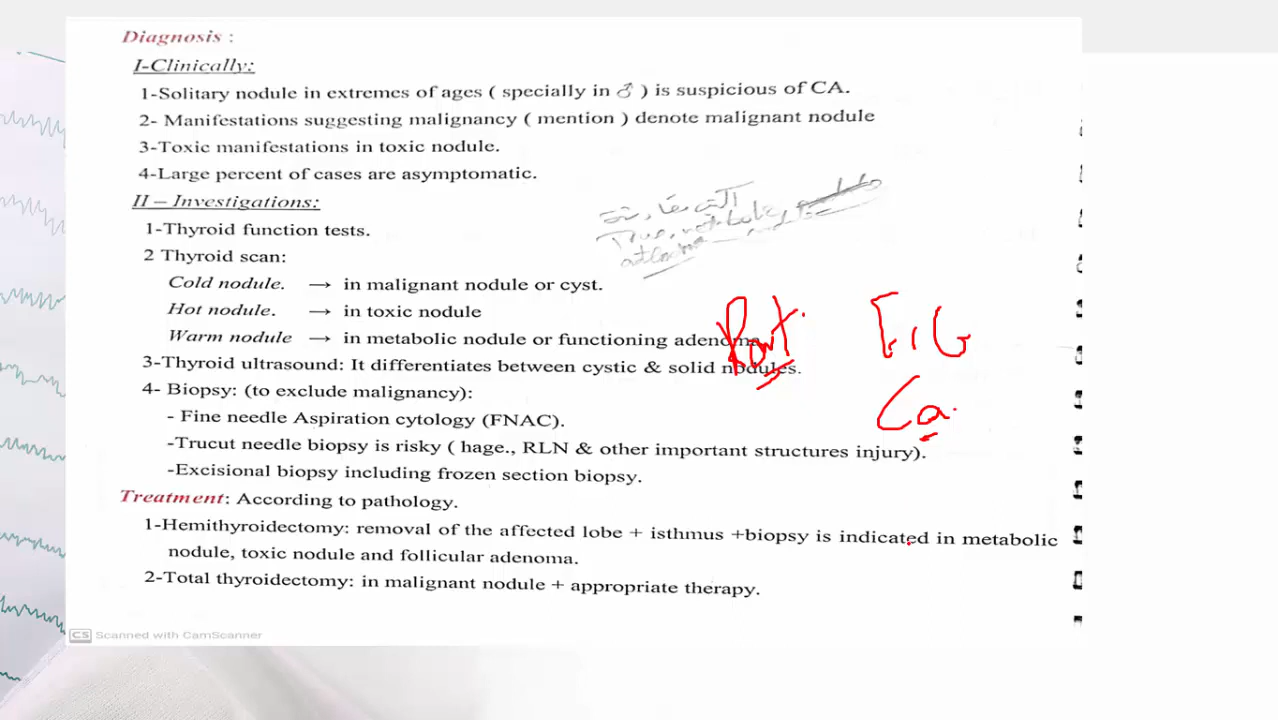 Diagnosis :
I-Clinically:
1-Solitary nodule in extremes of ages ( specially in ♂ ) is suspicious of CA.
2- Manifestations suggesting malignancy ( mention ) denote malignant nodule
3-Toxic manifestations in toxic nodule.
4-Large percent of cases are asymptomatic.
II – Investigations:
1-Thyroid function tests.
2 Thyroid scan:
Cold nodule. → in malignant nodule or cyst.
Hot nodule. → in toxic nodule
Warm nodule → in metabolic nodule or functioning adenoma
3-Thyroid ultrasound: It differentiates between cystic & solid nodules.
4- Biopsy: (to exclude malignancy):
- Fine needle Aspiration cytology (FNAC).
-Trucut needle biopsy is risky ( hage., RLN & other important structures injury).
-Excisional biopsy including frozen section biopsy.
Treatment: According to pathology.
1-Hemithyroidectomy: removal of the affected lobe + isthmus +biopsy is indicated in metabolic
nodule, toxic nodule and follicular adenoma.
2-Total thyroidectomy: in malignant nodule + appropriate therapy.
Ca.
CS Scanned with CamScanner